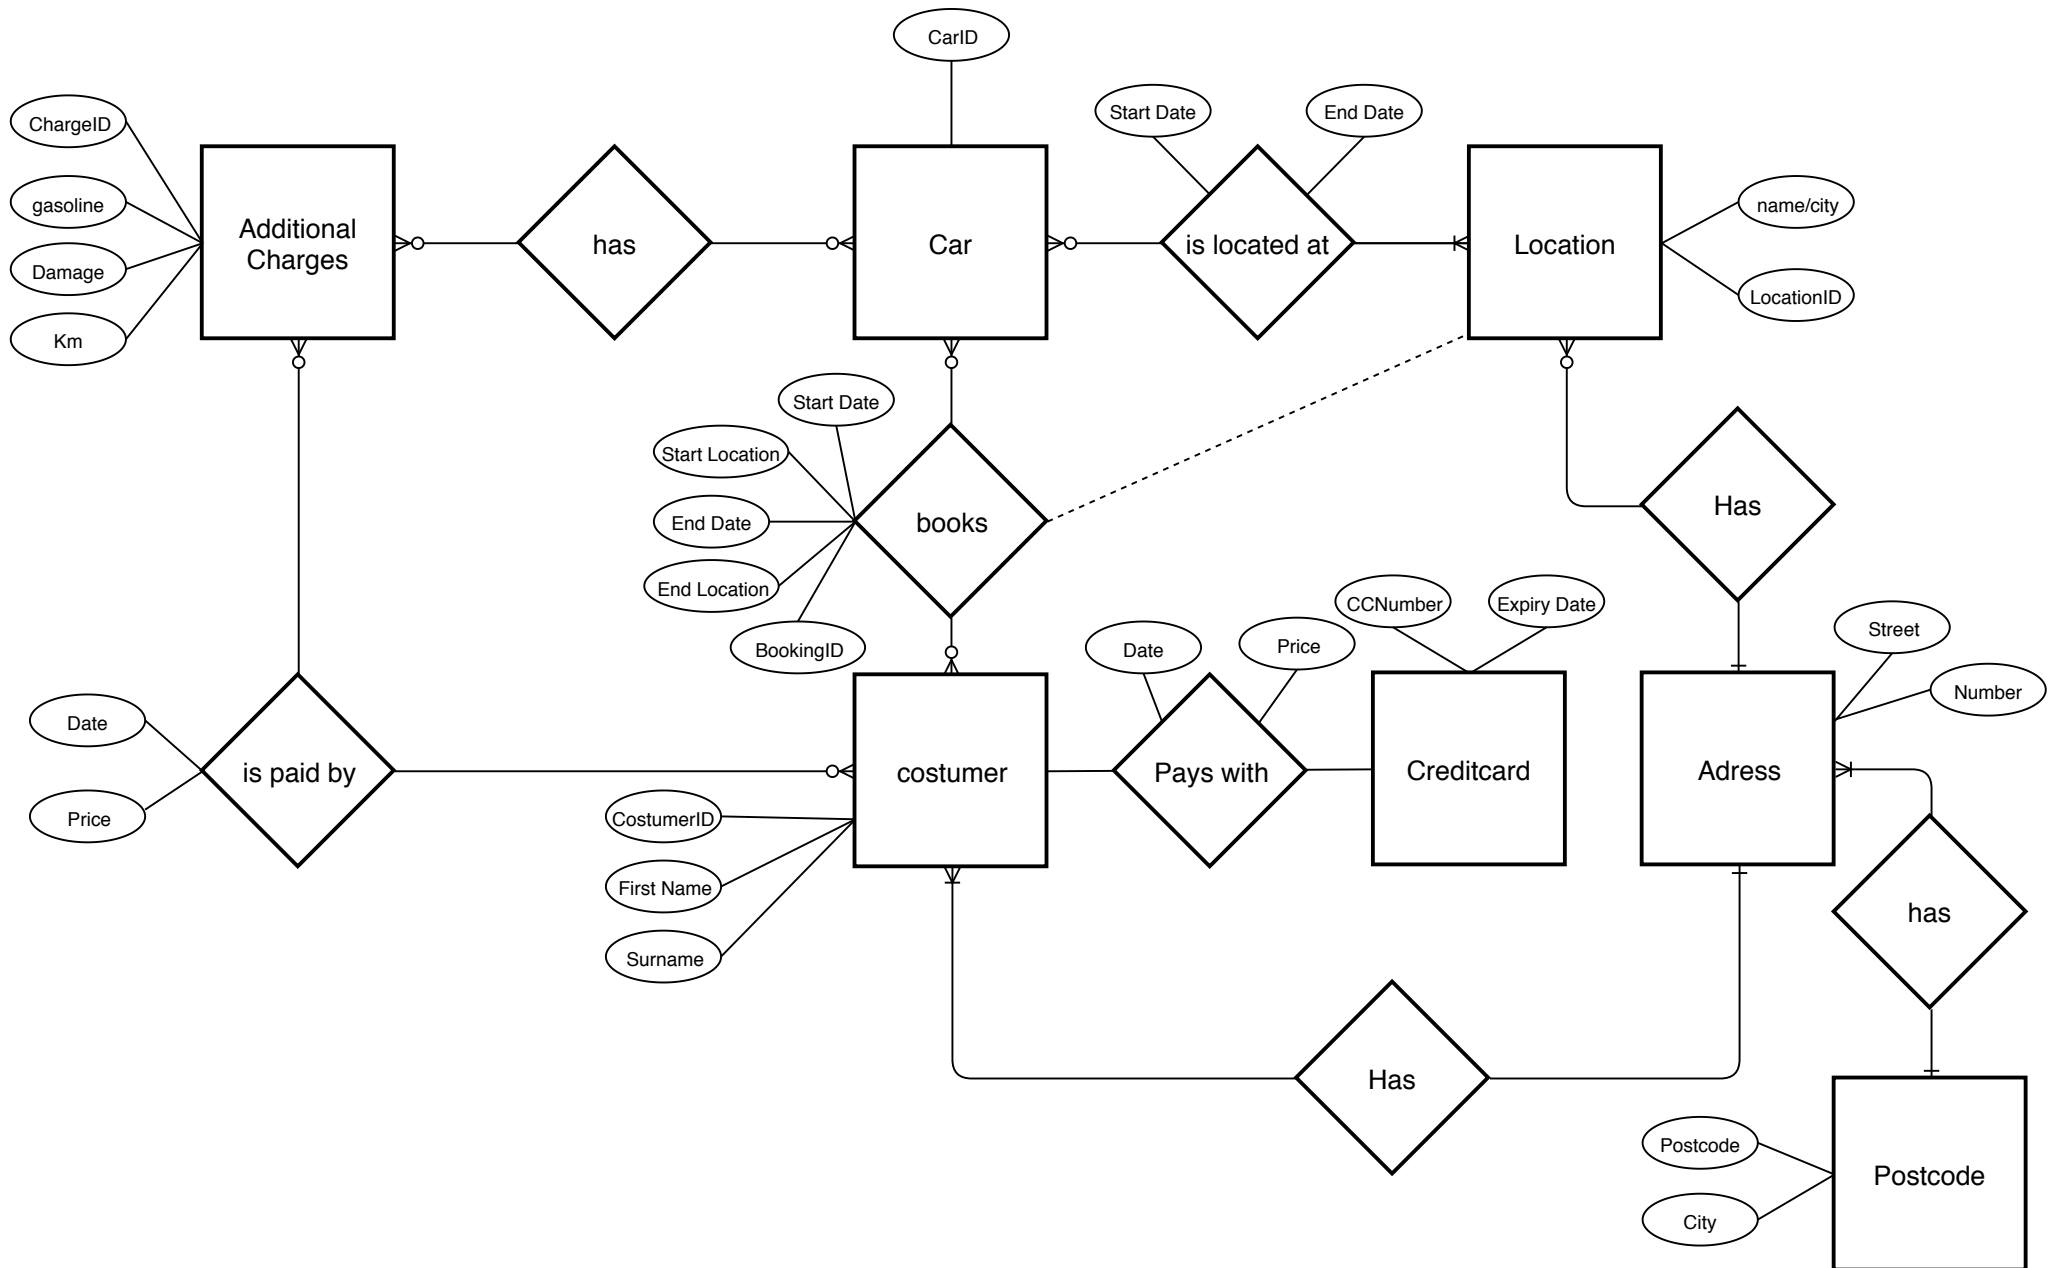 CarID
ChargeID
Start Date
End Date
gasoline
Additional
Charges
has
Car
is located at
Location
name/city
Damage
LocationID
Km
Start Date
Start Location
End Date
books
End Location
BookingID
Has
CCNumber
Expiry Date
Date
Price
Street
Number
Date
is paid by
Price
costumer
Pays with
Creditcard
Adress
CostumerID
First Name
Surname
has
Has
Postcode
Postcode
City